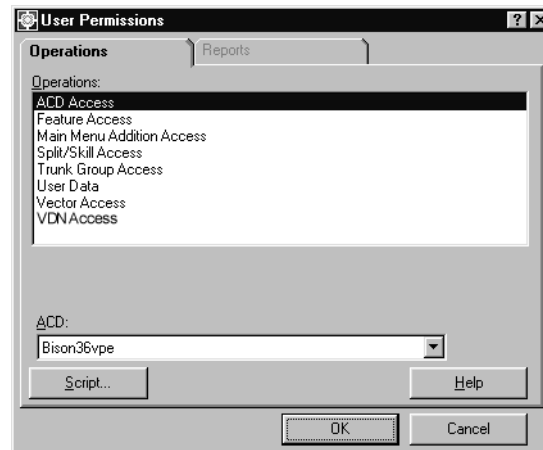 User Permissions
Operations
Reports
Operations:
ACD Access
Feature Access
Main Menu Addition Access
Split/Skill Access
Trunk Group Access
User Data
Vector Access
VDN Access
ACD:
Bison36vpe
Script...
Help
OK
Cancel